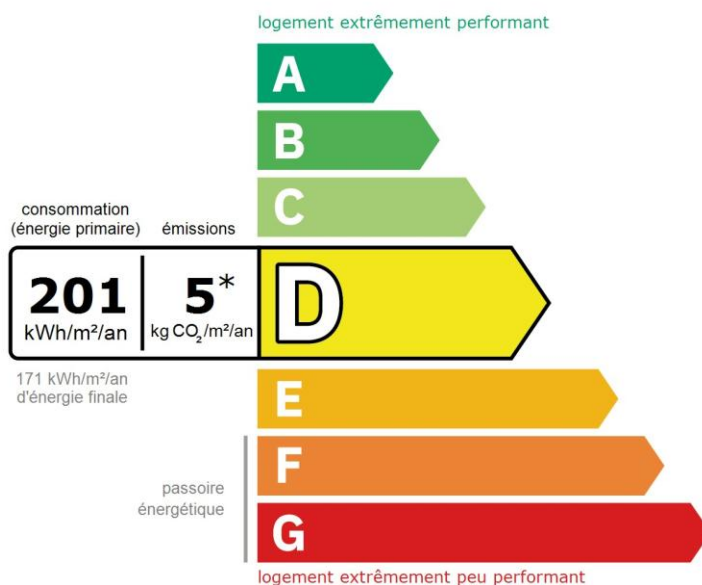 logement extrêmement performant
A
B
C
consommation
(énergie primaire)
émissions
201
kWh/m²/an
5*
kg CO₂/m²/an
D
171 kWh/m²/an
d'énergie finale
E
F
passoire
énergétique
G
logement extrêmement peu performant